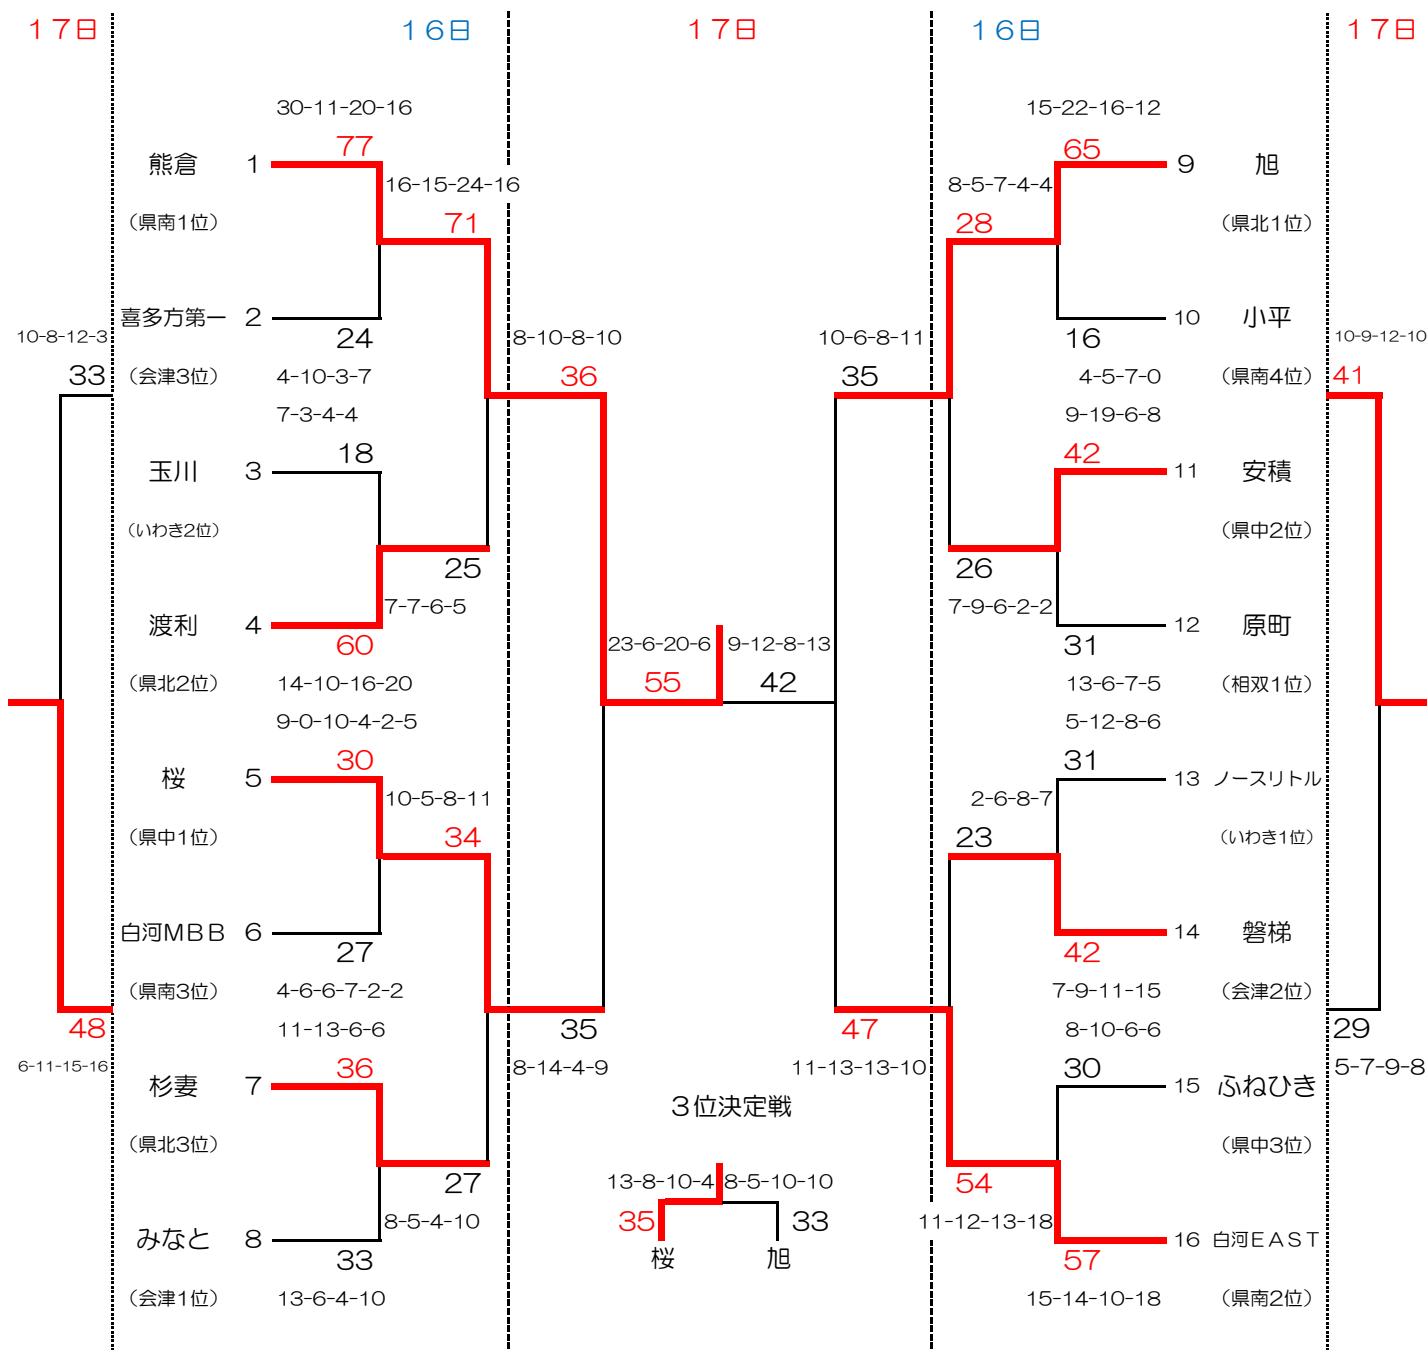 17日
16日
17日
16日
17日
30-11-20-16
15-22-16-12
77
65
熊倉
1
9
旭
16-15-24-16
8-5-7-4-4
(県南1位)
71
28
(県北1位)
喜多方第一
2
10
小平
10-8-12-3
24
8-10-8-10
10-6-8-11
16
10-9-12-10
33
(会津3位)
4-10-3-7
36
35
4-5-7-0
(県南4位)
41
7-3-4-4
9-19-6-8
18
42
玉川
3
11
安積
(いわき2位)
(県中2位)
25
26
7-7-6-5
7-9-6-2-2
渡利
4
12
原町
60
23-6-20-6
9-12-8-13
31
(県北2位)
14-10-16-20
55
42
13-6-7-5
(相双1位)
9-0-10-4-2-5
5-12-8-6
30
31
桜
5
13
ノースリトル
10-5-8-11
2-6-8-7
(県中1位)
34
23
(いわき1位)
白河MBB
6
14
磐梯
27
42
(県南3位)
4-6-6-7-2-2
7-9-11-15
(会津2位)
48
11-13-6-6
35
47
8-10-6-6
29
6-11-15-16
36
8-14-4-9
11-13-13-10
30
5-7-9-8
杉妻
7
3位決定戦
15
ふねひき
(県北3位)
(県中3位)
27
13-8-10-4
8-5-10-10
54
8-5-4-10
35
33
11-12-13-18
みなと
8
16
白河EAST
33
桜
旭
57
(会津1位)
13-6-4-10
15-14-10-18
(県南2位)